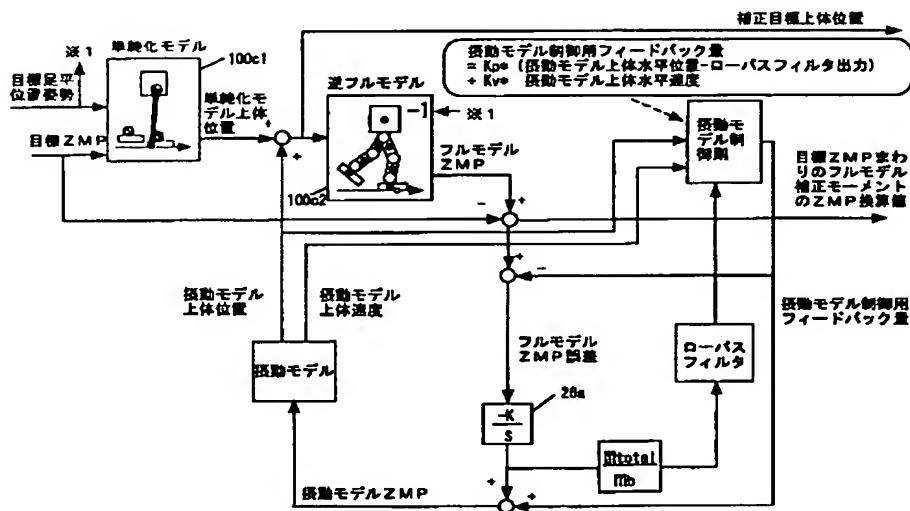 補正目標上体位置
※1
単純化モデル
100c1
摂動モデル制御用フィードバック量
= Kp* (摂動モデル上体水平位置-ローパスフィルタ出力)
+ Kv* 摂動モデル上体水平速度
目標足平
位置姿勢
単純化モ
デル上体
位置
+
+
逆フルモデル
-1
※1
目標ZMP
フルモデル
ZMP
100c2
摂動モ
デル制
御則
目標ZMPまわ
りのフルモデル
補正モーメント
のZMP換算値
-
+
+
-
摂動モデル
上体位置
摂動モデル
上体速度
摂動モデル制御用
フィードバック量
フルモデル
ZMP誤差
ローパス
フィルタ
摂動モデル
28a
-K
S
mtotal
mb
摂動モデルZMP
+
+